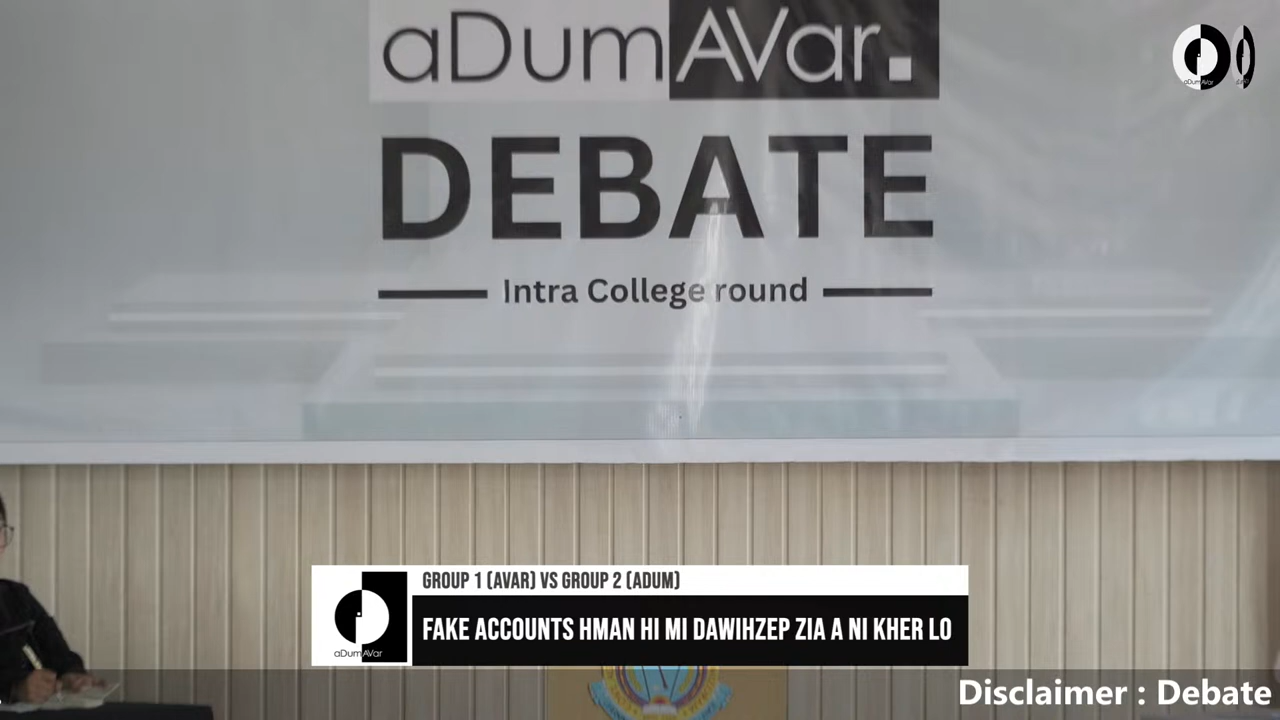 aDumAVar.
DEBATE
Intra College round
aDumAVar
GROUP 1 (AVAR) VS GROUP 2 (ADUM)
FAKE ACCOUNTS HMAN HI MI DAWIHZEP ZIA A NI KHER LO
aDumAVar
Disclaimer : Debate